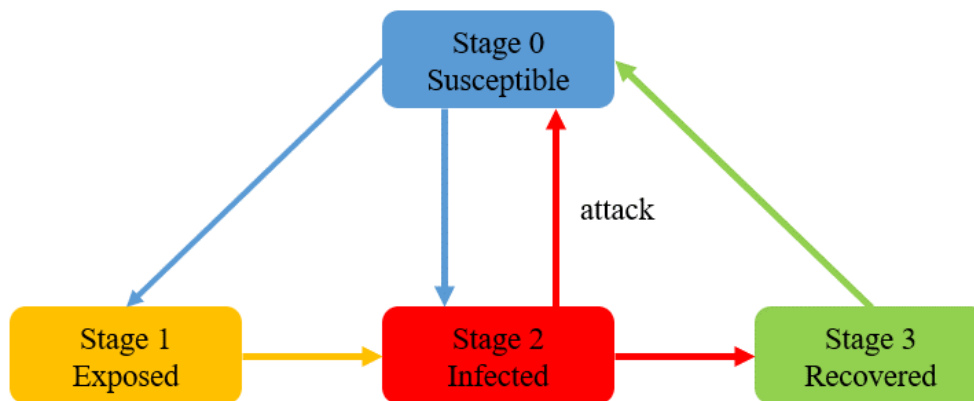 Stage 0
Susceptible
attack
Stage 1
Exposed
Stage 2
Infected
Stage 3
Recovered